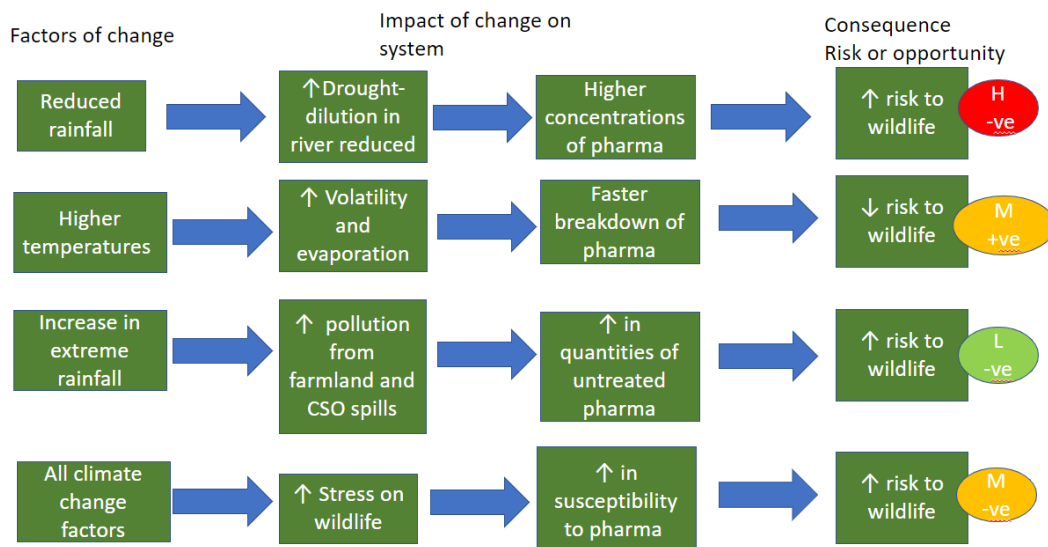 Factors of change
Impact of change on
system
Consequence
Risk or opportunity
Reduced
rainfall
↑Drought-
dilution in
river reduced
Higher
concentrations
of pharma
↑ risk to
wildlife
H
-ve
Higher
temperatures
↑ Volatility
and
evaporation
Faster
breakdown of
pharma
↓ risk to
wildlife
M
+ve
Increase in
extreme
rainfall
↑ pollution
from
farmland and
CSO spills
↑ in
quantities of
untreated
pharma
↑ risk to
wildlife
L
-ve
All climate
change
factors
↑ Stress on
wildlife
↑ in
susceptibility
to pharma
↑ risk to
wildlife
M
-ve